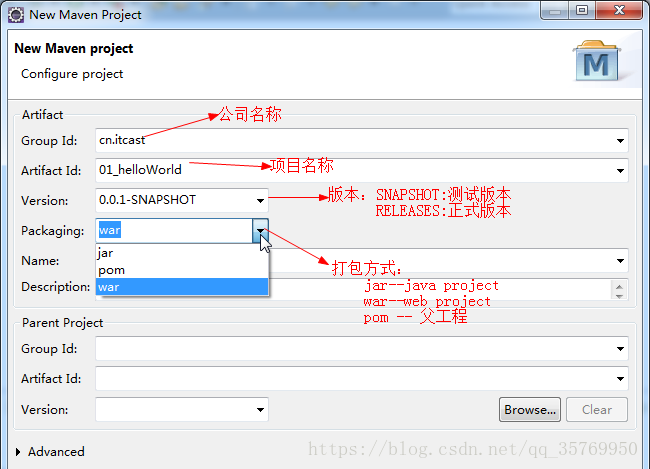 New Maven Project
New Maven project
Configure project
M
Artifact
公司名称
Group Id: cn.itcast
Artifact Id: 01_helloWorld
项目名称
Version: 0.0.1-SNAPSHOT
版本：SNAPSHOT:测试版本
RELEASES:正式版本
Packaging: war
jar
Name:
打包方式：
pom
Description: war
jar--java project
war--web project
pom -- 父工程
Parent Project
Group Id:
Artifact Id:
Version:
Browse... Clear
Advanced
https://blog.csdn.net/qq_35769950